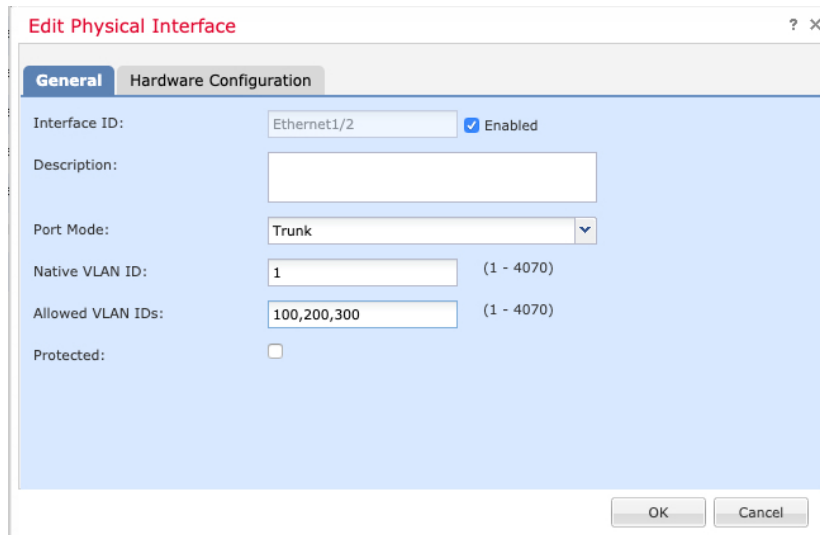 Edit Physical Interface ? ×
General Hardware Configuration
Interface ID: Ethernet1/2 Enabled
Description:
Port Mode: Trunk
Native VLAN ID: 1 (1 - 4070)
Allowed VLAN IDs: 100,200,300 (1 - 4070)
Protected:
OK Cancel